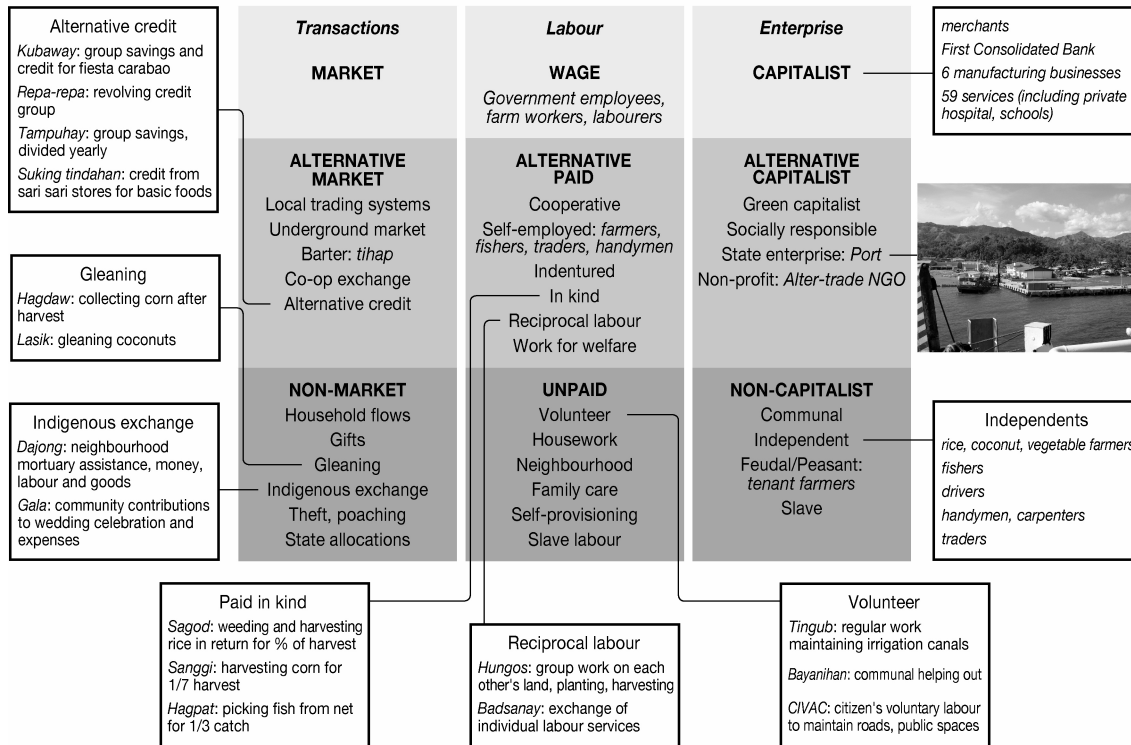 Alternative credit
Kubaway: group savings and
credit for fiesta carabao
Repa-repa: revolving credit
group
Tampuhay: group savings,
divided yearly
Suking tindahan: credit from
sari sari stores for basic foods
Gleaning
Hagdaw: collecting corn after
harvest
Lasik: gleaning coconuts
Indigenous exchange
Dajong: neighbourhood
mortuary assistance, money,
labour and goods
Gala: community contributions
to wedding celebration and
expenses
Transactions
MARKET
ALTERNATIVE
MARKET
Local trading systems
Underground market
Barter: tihap
Co-op exchange
Alternative credit
NON-MARKET
Household flows
Gifts
Gleaning
Indigenous exchange
Theft, poaching
State allocations
Labour
WAGE
Government employees,
farm workers, labourers
ALTERNATIVE
PAID
Cooperative
Self-employed: farmers,
fishers, traders, handymen
Indentured
In kind
Reciprocal labour
Work for welfare
UNPAID
Volunteer
Housework
Neighbourhood
Family care
Self-provisioning
Slave labour
Enterprise
CAPITALIST
ALTERNATIVE
CAPITALIST
Green capitalist
Socially responsible
State enterprise: Port
Non-profit: Alter-trade NGO
NON-CAPITALIST
Communal
Independent
Feudal/Peasant:
tenant farmers
Slave
merchants
First Consolidated Bank
6 manufacturing businesses
59 services (including private
hospital, schools)
Independents
rice, coconut, vegetable farmers
fishers
drivers
handymen, carpenters
traders
Paid in kind
Sagod: weeding and harvesting
rice in return for % of harvest
Sanggi: harvesting corn for
1/7 harvest
Hagpat: picking fish from net
for 1/3 catch
Reciprocal labour
Hungos: group work on each
other's land, planting, harvesting
Badsanay: exchange of
individual labour services
Volunteer
Tingub: regular work
maintaining irrigation canals
Bayanihan: communal helping out
CIVAC: citizen's voluntary labour
to maintain roads, public spaces